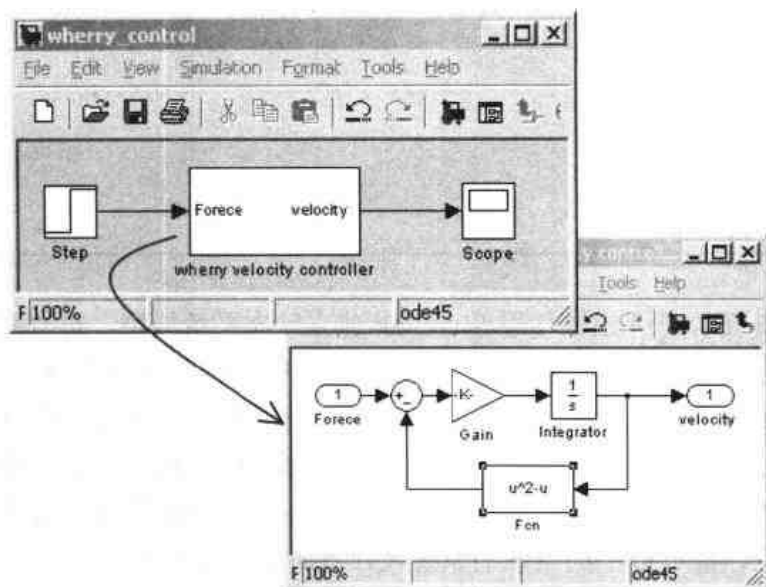 wherry_control
File Edit View Simulation Format Tools Help
Step
Forece velocity
wherry velocity controller
Scope
F 100% ode45
Tools Help
1
Forece
+
-
-K-
Gain
1
s
Integrator
1
velocity
u^2-u
Fcn
F 100% ode45